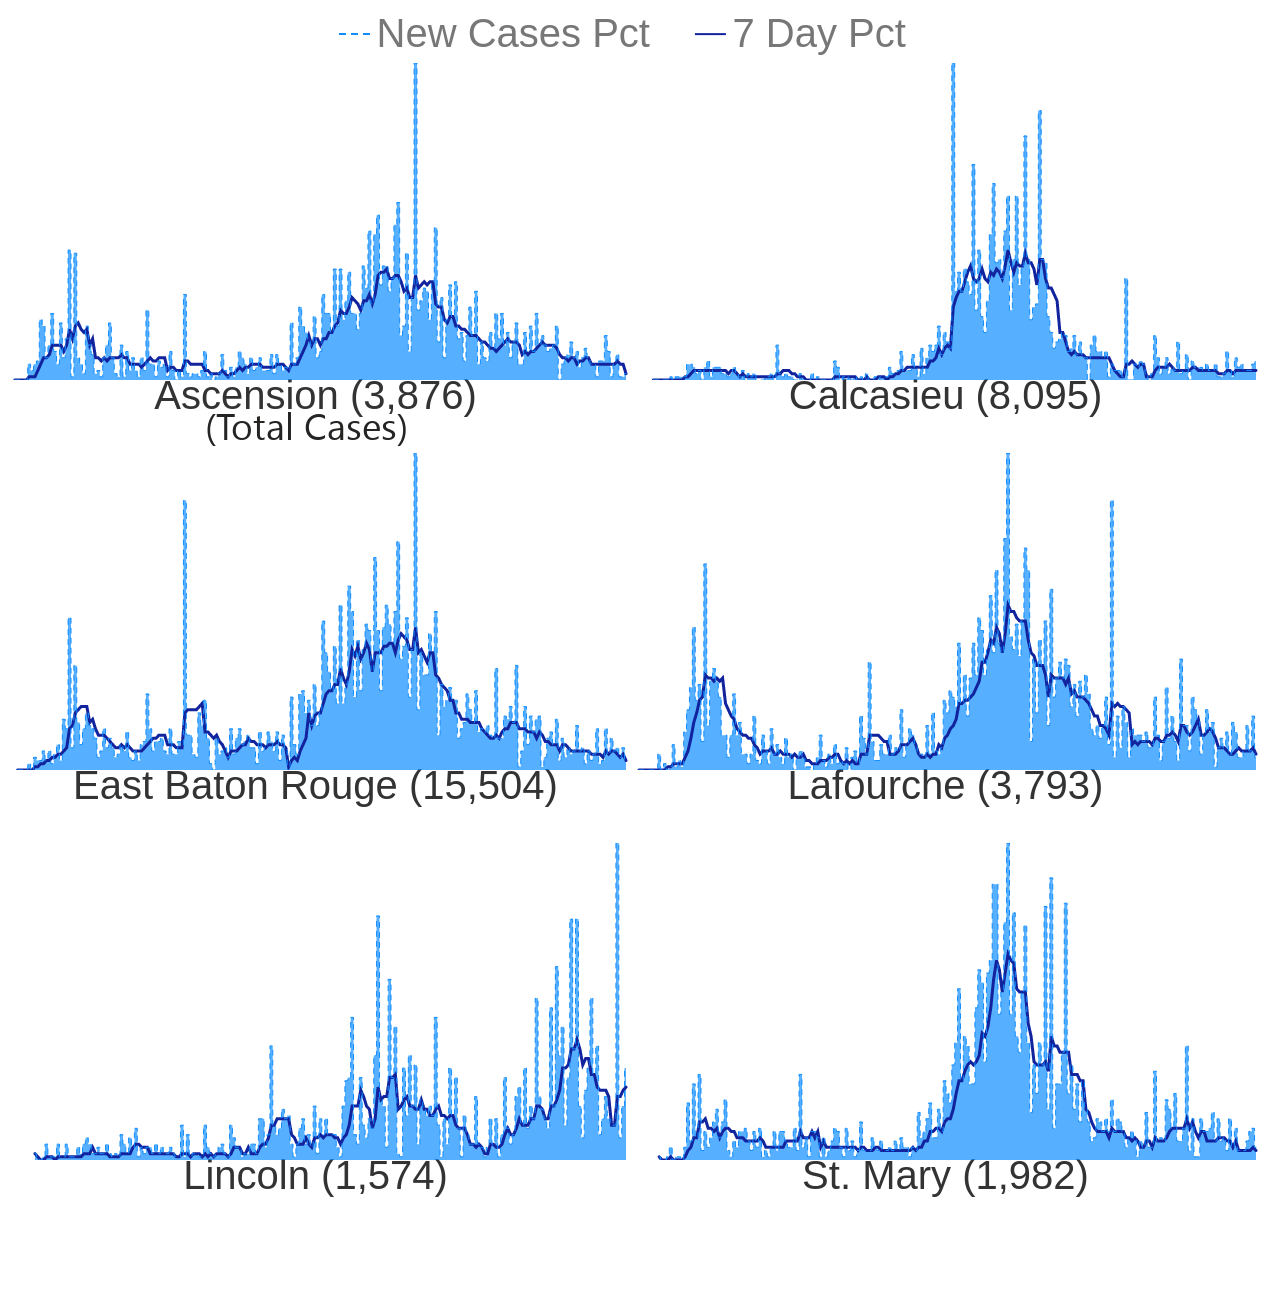 New Cases Pct 7 Day Pct
Ascension (3,876) Calcasieu (8,095)
(Total Cases)
East Baton Rouge (15,504) Lafourche (3,793)
Lincoln (1,574) St. Mary (1,982)